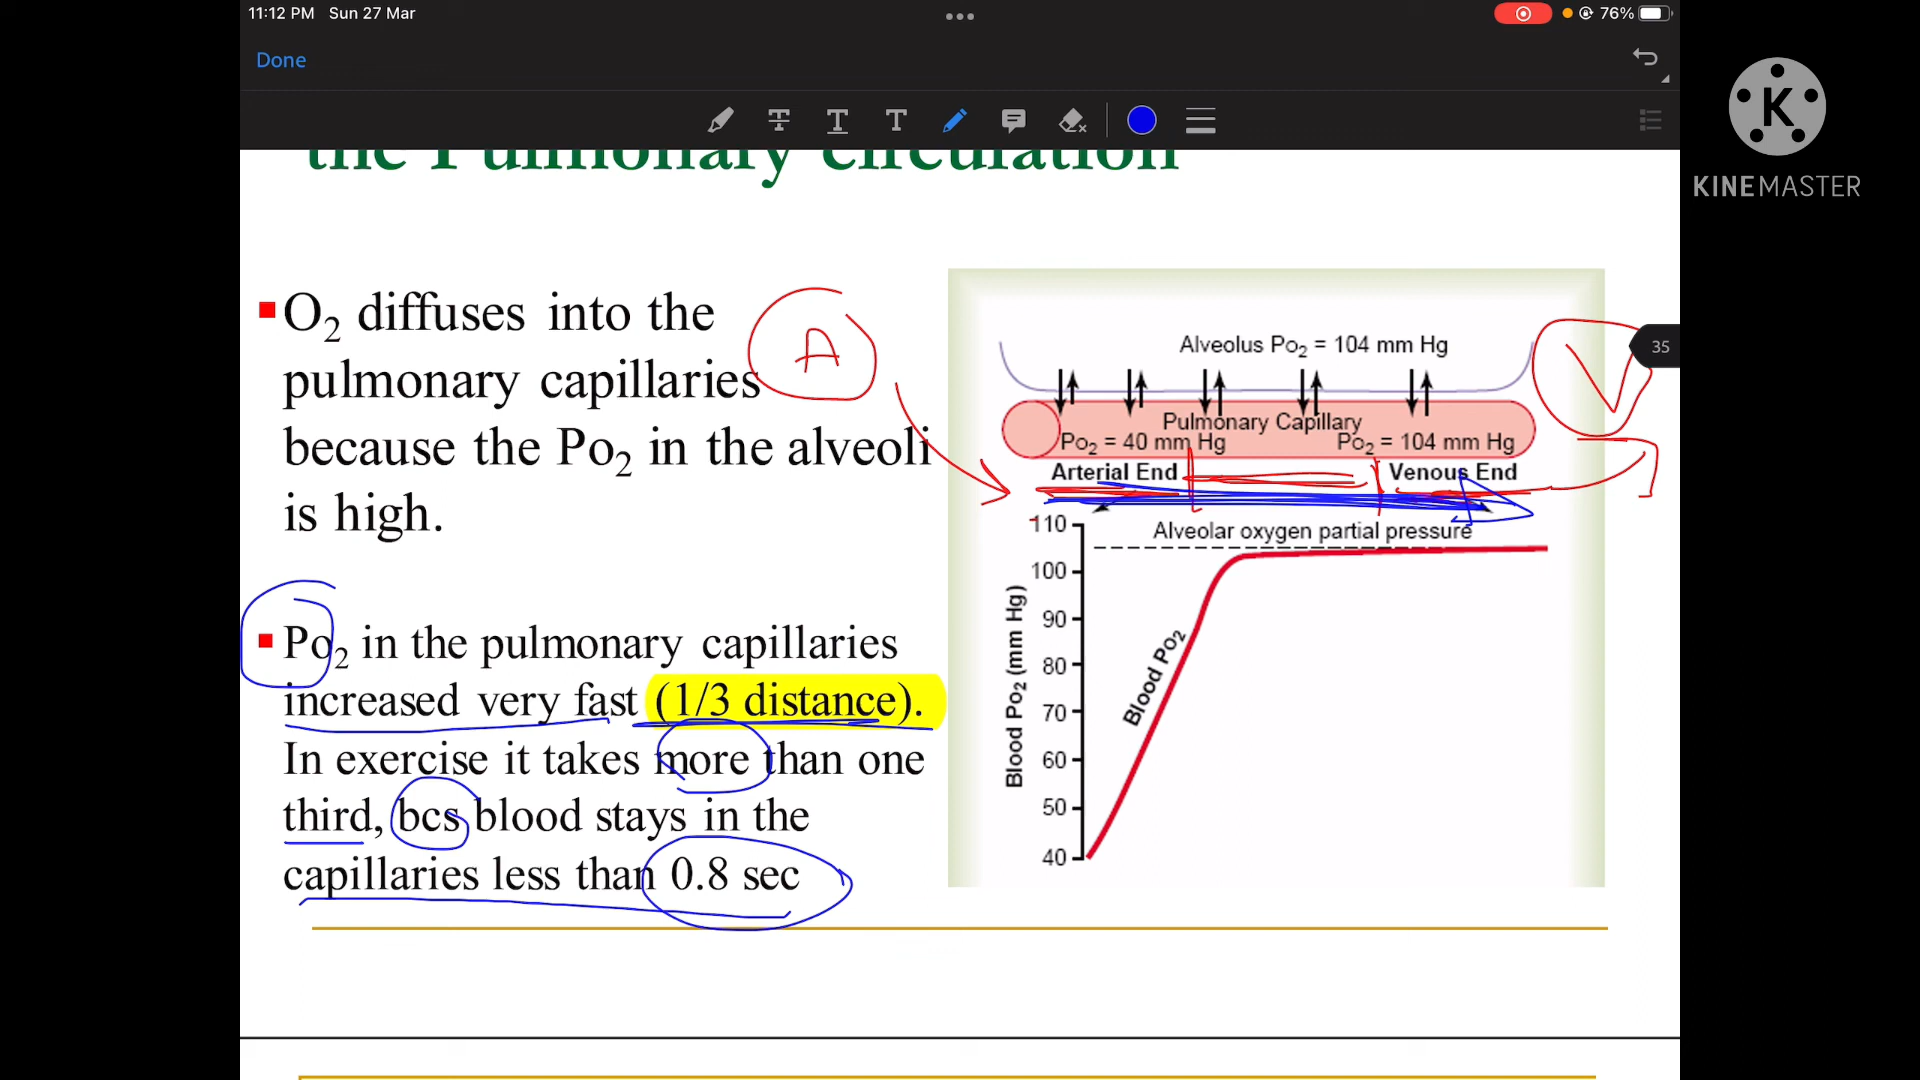 11:12 PM Sun 27 Mar
76%
Done
K
KINEMASTER
the Pulmonary circulation
O₂ diffuses into the
pulmonary capillaries
because the Po₂ in the alveoli
is high.
A
Po₂ in the pulmonary capillaries
increased very fast (1/3 distance).
In exercise it takes more than one
third, bcs blood stays in the
capillaries less than 0.8 sec
Alveolus Po₂ = 104 mm Hg
V
35
Pulmonary Capillary
Po₂ = 40 mm Hg Po₂ = 104 mm Hg
Arterial End Venous End
Alveolar oxygen partial pressure
110
100
90
80
70
60
50
40
Blood Po₂ (mm Hg)
Blood Po₂